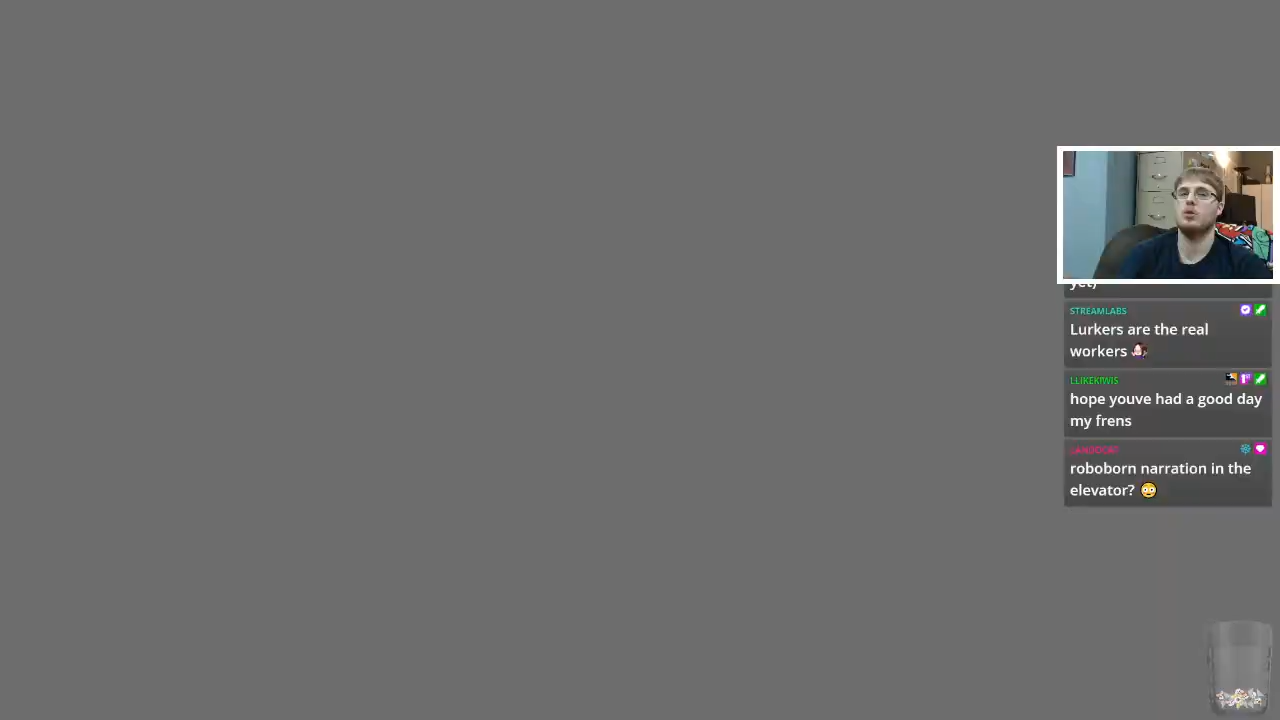 yet)
STREAMLABS
Lurkers are the real
workers
LLIKEKIWIS
hope youve had a good day
my frens
roboborn narration in the
elevator?